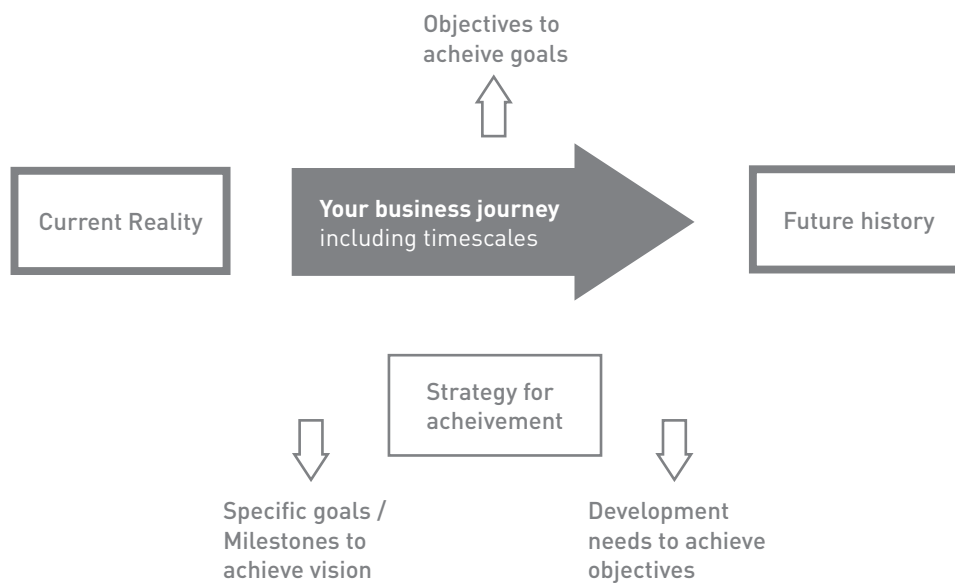 Objectives to
acheive goals
Current Reality
Your business journey
including timescales
Future history
Strategy for
acheivement
Specific goals /
Milestones to
achieve vision
Development
needs to achieve
objectives